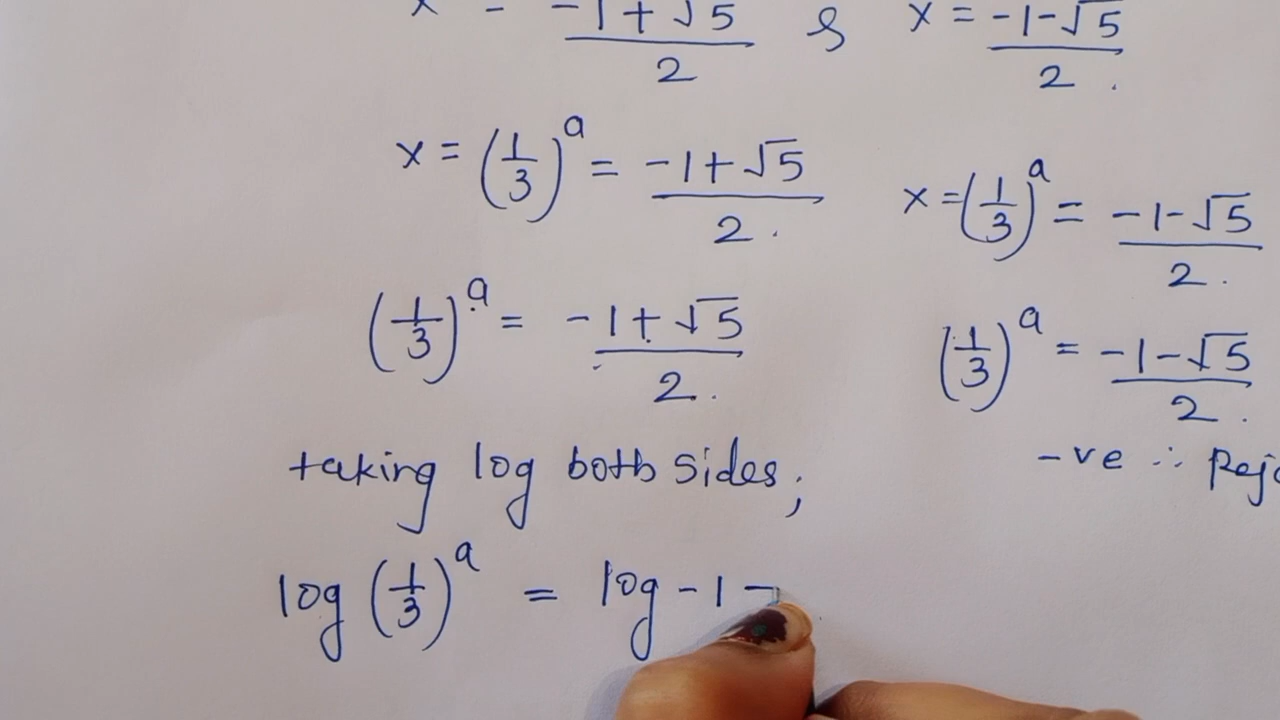 x = -1+√5/2 & x = -1-√5/2.
x = (1/3)^a = -1+√5/2.
x = (1/3)^a = -1-√5/2.
(1/3)^a = -1+√5/2.
(1/3)^a = -1-√5/2.
taking log both sides;
-ve ∴ Reje
log (1/3)^a = log -1